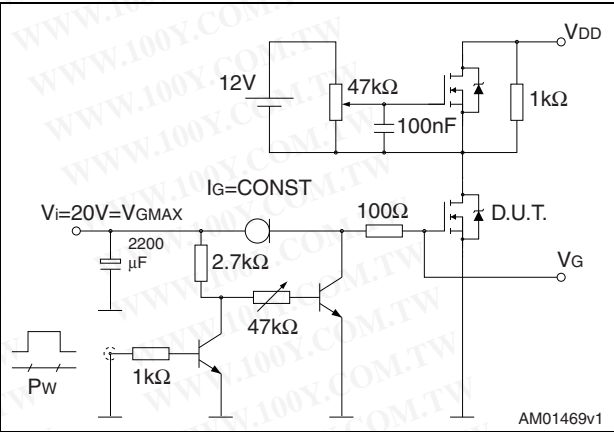 VDD
12V
47kΩ
1kΩ
100nF
IG=CONST
Vi=20V=VGMAX
100Ω
D.U.T.
2200
μF
2.7kΩ
VG
47kΩ
1kΩ
PW
AM01469v1
WWW.100Y.COM.TW